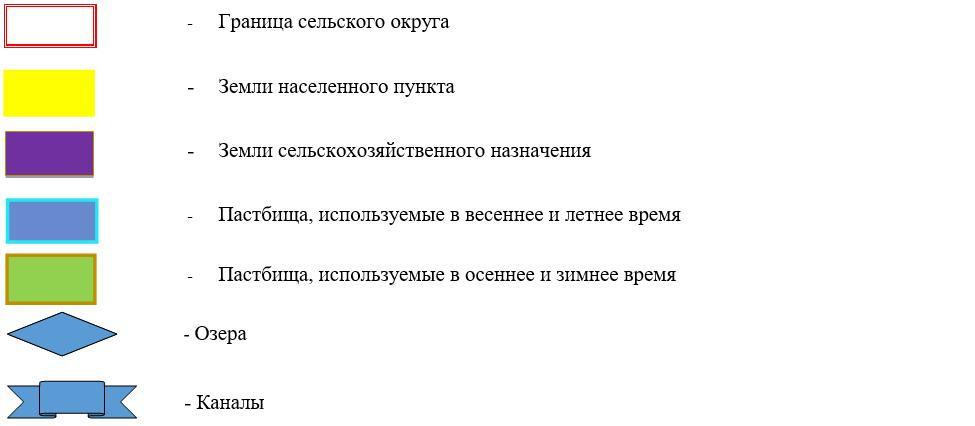 - Граница сельского округа
- Земли населенного пункта
- Земли сельскохозяйственного назначения
- Пастбища, используемые в весеннее и летнее время
- Пастбища, используемые в осеннее и зимнее время
- Озера
- Каналы